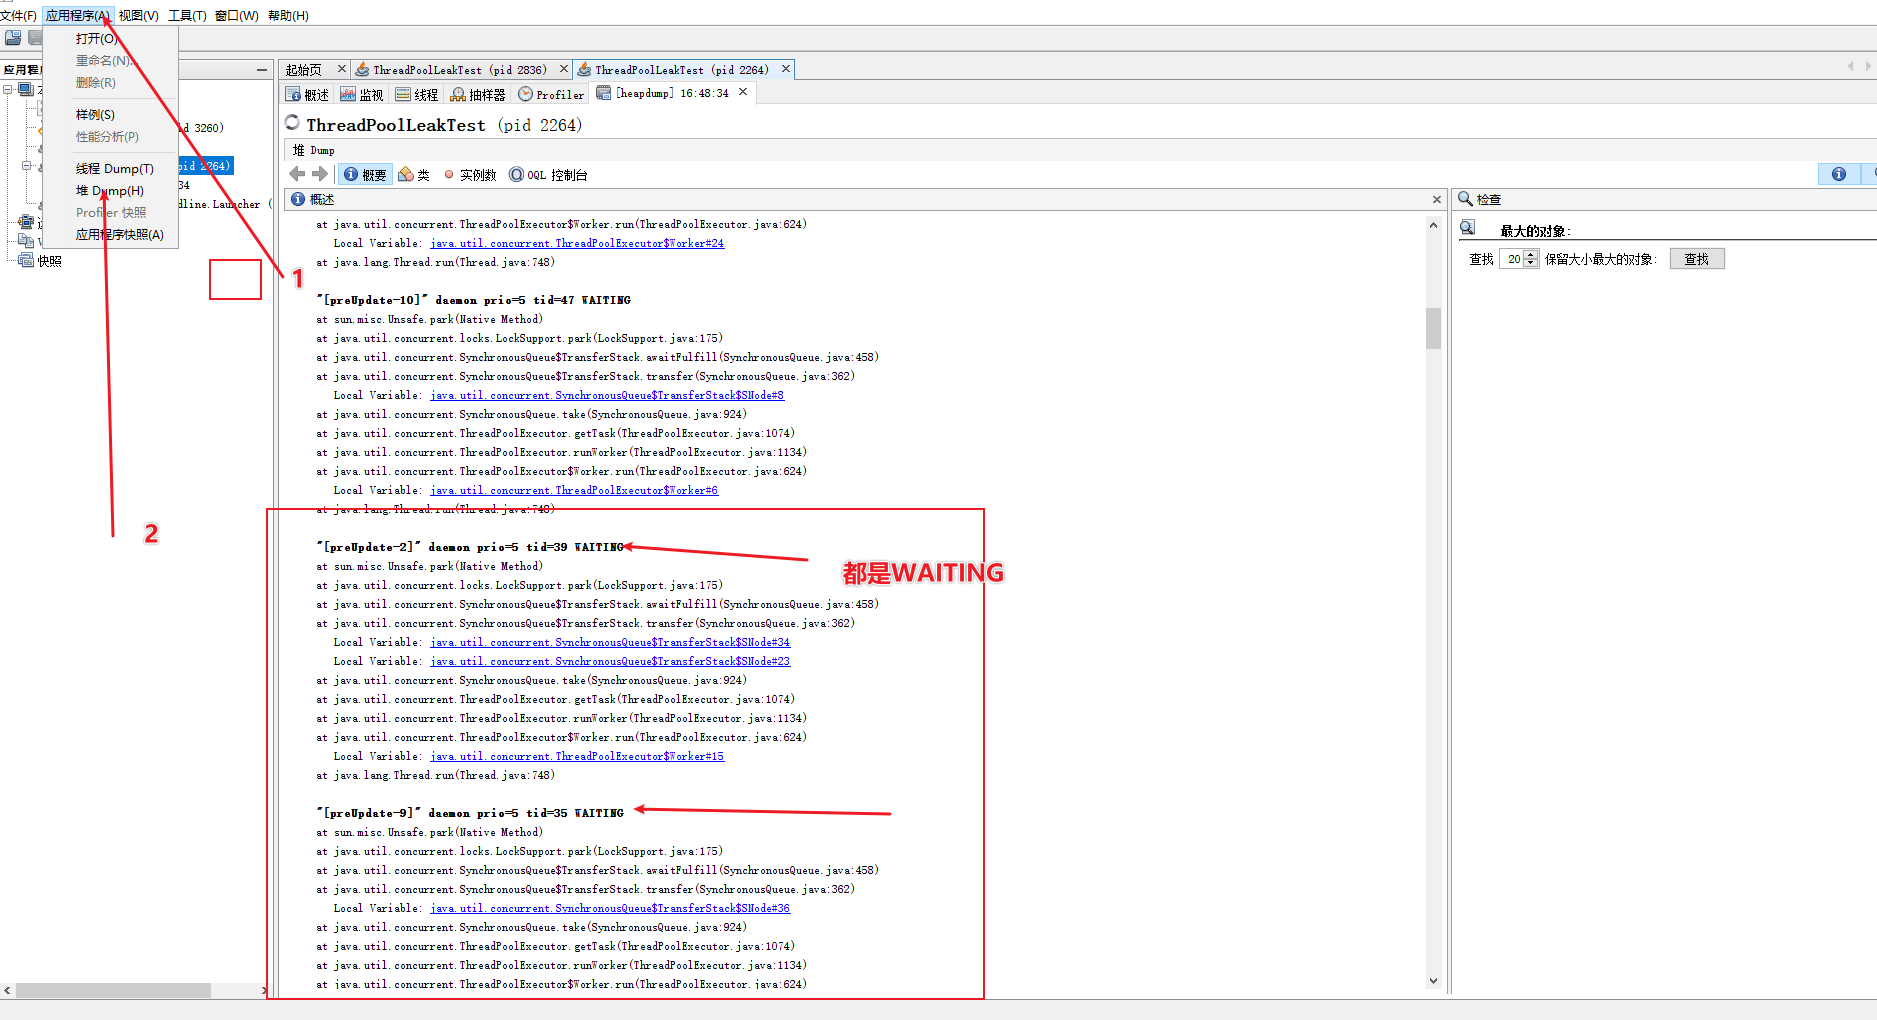 文件(F) 应用程序(A) 视图(V) 工具(T) 窗口(W) 帮助(H)
打开(O)
重命名(N)...
删除(R)
样例(S)
性能分析(P)
线程 Dump(T)
堆 Dump(H)
Profiler 快照
应用程序快照(A)
应用程
id 3260)
pid 2264)
34
dline.Launcher (
快照
1
2
起始页 ThreadPoolLeakTest (pid 2836) ThreadPoolLeakTest (pid 2264)
概述 监视 线程 抽样器 Profiler [heapdump] 16:48:34
ThreadPoolLeakTest (pid 2264)
堆 Dump
概要 类 实例数 OQL 控制台
概述
at java.util.concurrent.ThreadPoolExecutor$Worker.run(ThreadPoolExecutor.java:624)
Local Variable: java.util.concurrent.ThreadPoolExecutor$Worker#24
at java.lang.Thread.run(Thread.java:748)
"[preUpdate-10]" daemon prio=5 tid=47 WAITING
at sun.misc.Unsafe.park(Native Method)
at java.util.concurrent.locks.LockSupport.park(LockSupport.java:175)
at java.util.concurrent.SynchronousQueue$TransferStack.awaitFulfill(SynchronousQueue.java:458)
at java.util.concurrent.SynchronousQueue$TransferStack.transfer(SynchronousQueue.java:362)
Local Variable: java.util.concurrent.SynchronousQueue$TransferStack$SNode#8
at java.util.concurrent.SynchronousQueue.take(SynchronousQueue.java:924)
at java.util.concurrent.ThreadPoolExecutor.getTask(ThreadPoolExecutor.java:1074)
at java.util.concurrent.ThreadPoolExecutor.runWorker(ThreadPoolExecutor.java:1134)
at java.util.concurrent.ThreadPoolExecutor$Worker.run(ThreadPoolExecutor.java:624)
Local Variable: java.util.concurrent.ThreadPoolExecutor$Worker#6
at java.lang.Thread.run(Thread.java:748)
"[preUpdate-2]" daemon prio=5 tid=39 WAITING
都是WAITING
at sun.misc.Unsafe.park(Native Method)
at java.util.concurrent.locks.LockSupport.park(LockSupport.java:175)
at java.util.concurrent.SynchronousQueue$TransferStack.awaitFulfill(SynchronousQueue.java:458)
at java.util.concurrent.SynchronousQueue$TransferStack.transfer(SynchronousQueue.java:362)
Local Variable: java.util.concurrent.SynchronousQueue$TransferStack$SNode#34
Local Variable: java.util.concurrent.SynchronousQueue$TransferStack$SNode#23
at java.util.concurrent.SynchronousQueue.take(SynchronousQueue.java:924)
at java.util.concurrent.ThreadPoolExecutor.getTask(ThreadPoolExecutor.java:1074)
at java.util.concurrent.ThreadPoolExecutor.runWorker(ThreadPoolExecutor.java:1134)
at java.util.concurrent.ThreadPoolExecutor$Worker.run(ThreadPoolExecutor.java:624)
Local Variable: java.util.concurrent.ThreadPoolExecutor$Worker#15
at java.lang.Thread.run(Thread.java:748)
"[preUpdate-9]" daemon prio=5 tid=35 WAITING
at sun.misc.Unsafe.park(Native Method)
at java.util.concurrent.locks.LockSupport.park(LockSupport.java:175)
at java.util.concurrent.SynchronousQueue$TransferStack.awaitFulfill(SynchronousQueue.java:458)
at java.util.concurrent.SynchronousQueue$TransferStack.transfer(SynchronousQueue.java:362)
Local Variable: java.util.concurrent.SynchronousQueue$TransferStack$SNode#36
at java.util.concurrent.SynchronousQueue.take(SynchronousQueue.java:924)
at java.util.concurrent.ThreadPoolExecutor.getTask(ThreadPoolExecutor.java:1074)
at java.util.concurrent.ThreadPoolExecutor.runWorker(ThreadPoolExecutor.java:1134)
at java.util.concurrent.ThreadPoolExecutor$Worker.run(ThreadPoolExecutor.java:624)
检查
最大的对象:
查找 20 保留大小最大的对象: 查找